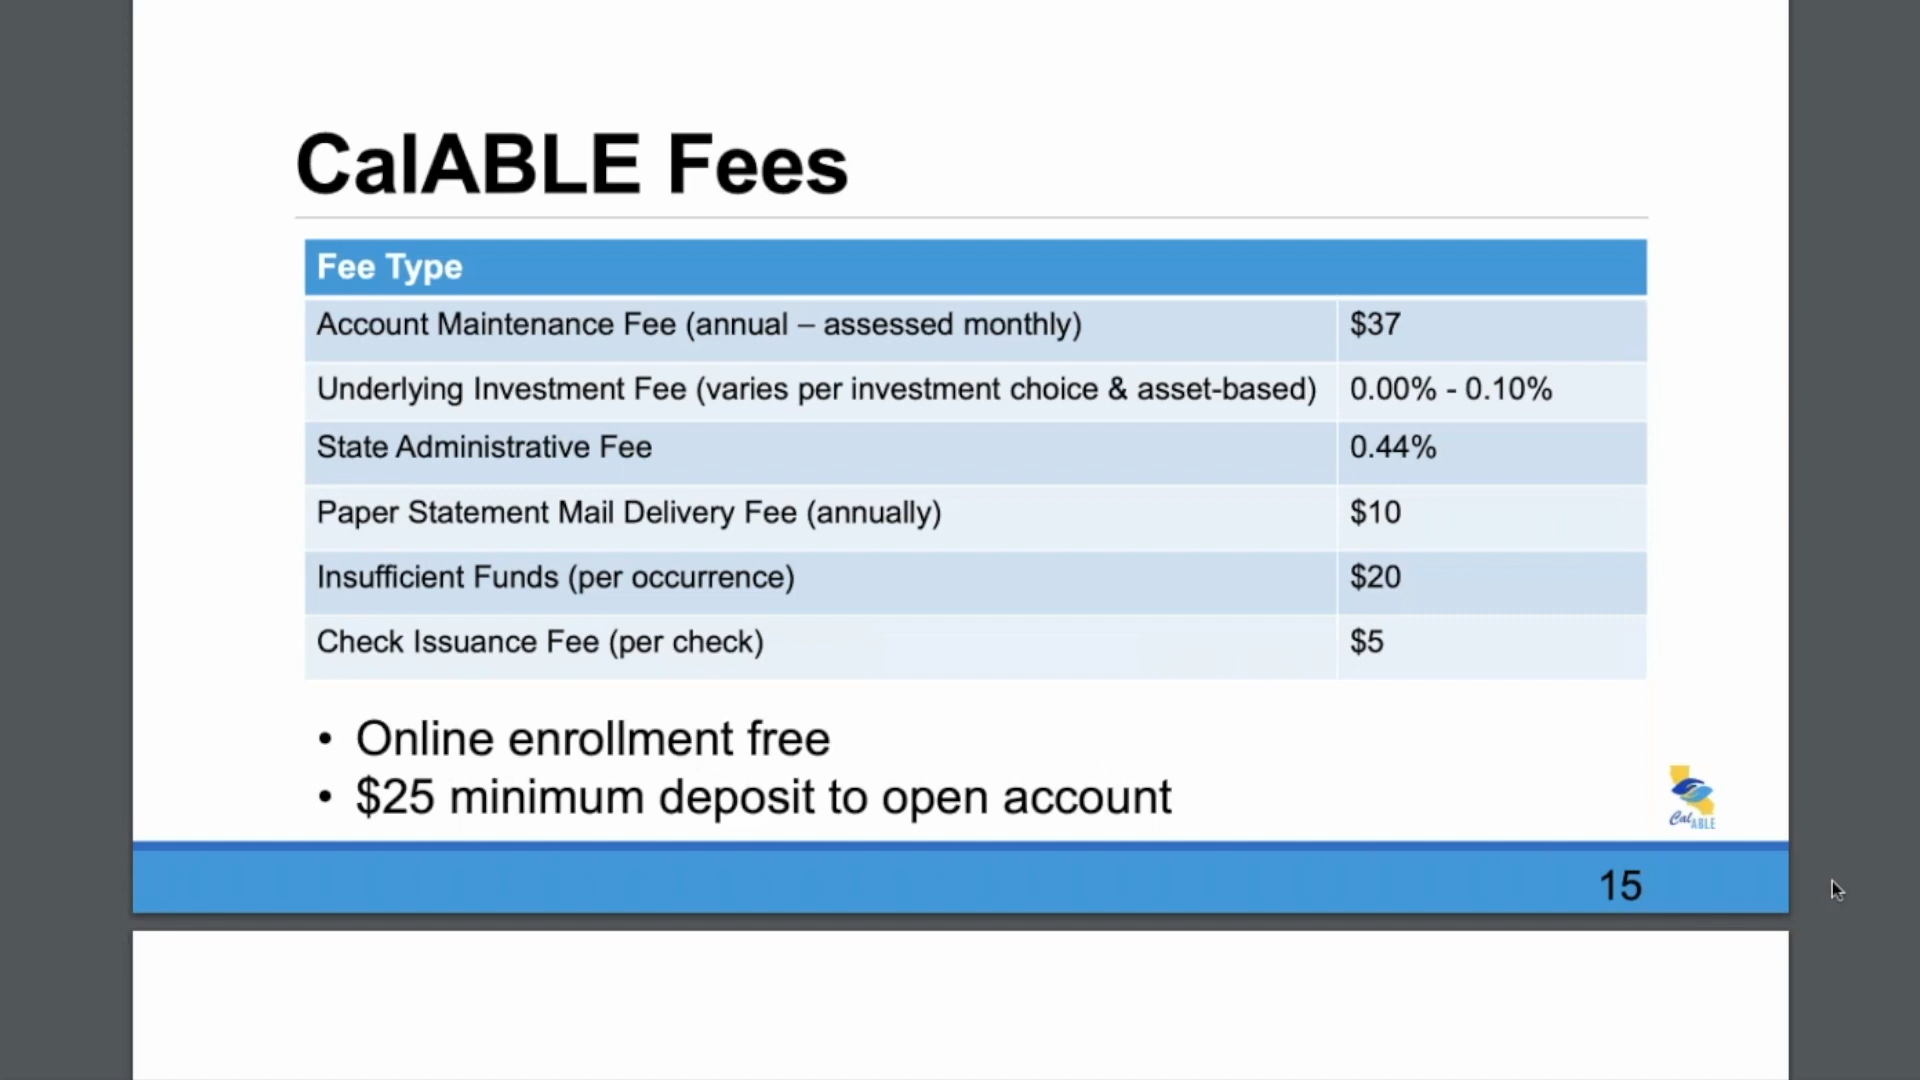 CalABLE Fees
Fee Type
Account Maintenance Fee (annual – assessed monthly) $37
Underlying Investment Fee (varies per investment choice & asset-based) 0.00% - 0.10%
State Administrative Fee 0.44%
Paper Statement Mail Delivery Fee (annually) $10
Insufficient Funds (per occurrence) $20
Check Issuance Fee (per check) $5
• Online enrollment free
• $25 minimum deposit to open account
CalABLE
15